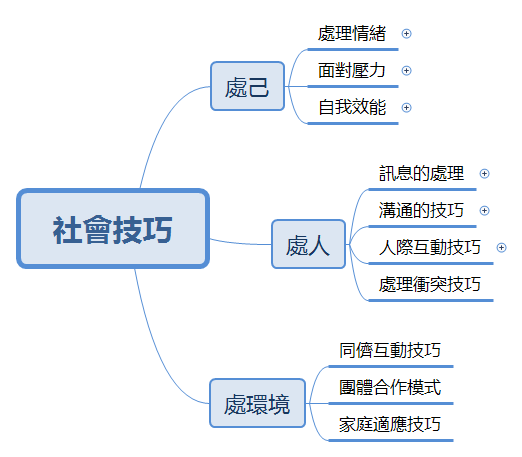 社會技巧
處己
處理情緒
面對壓力
自我效能
處人
訊息的處理
溝通的技巧
人際互動技巧
處理衝突技巧
處環境
同儕互動技巧
團體合作模式
家庭適應技巧